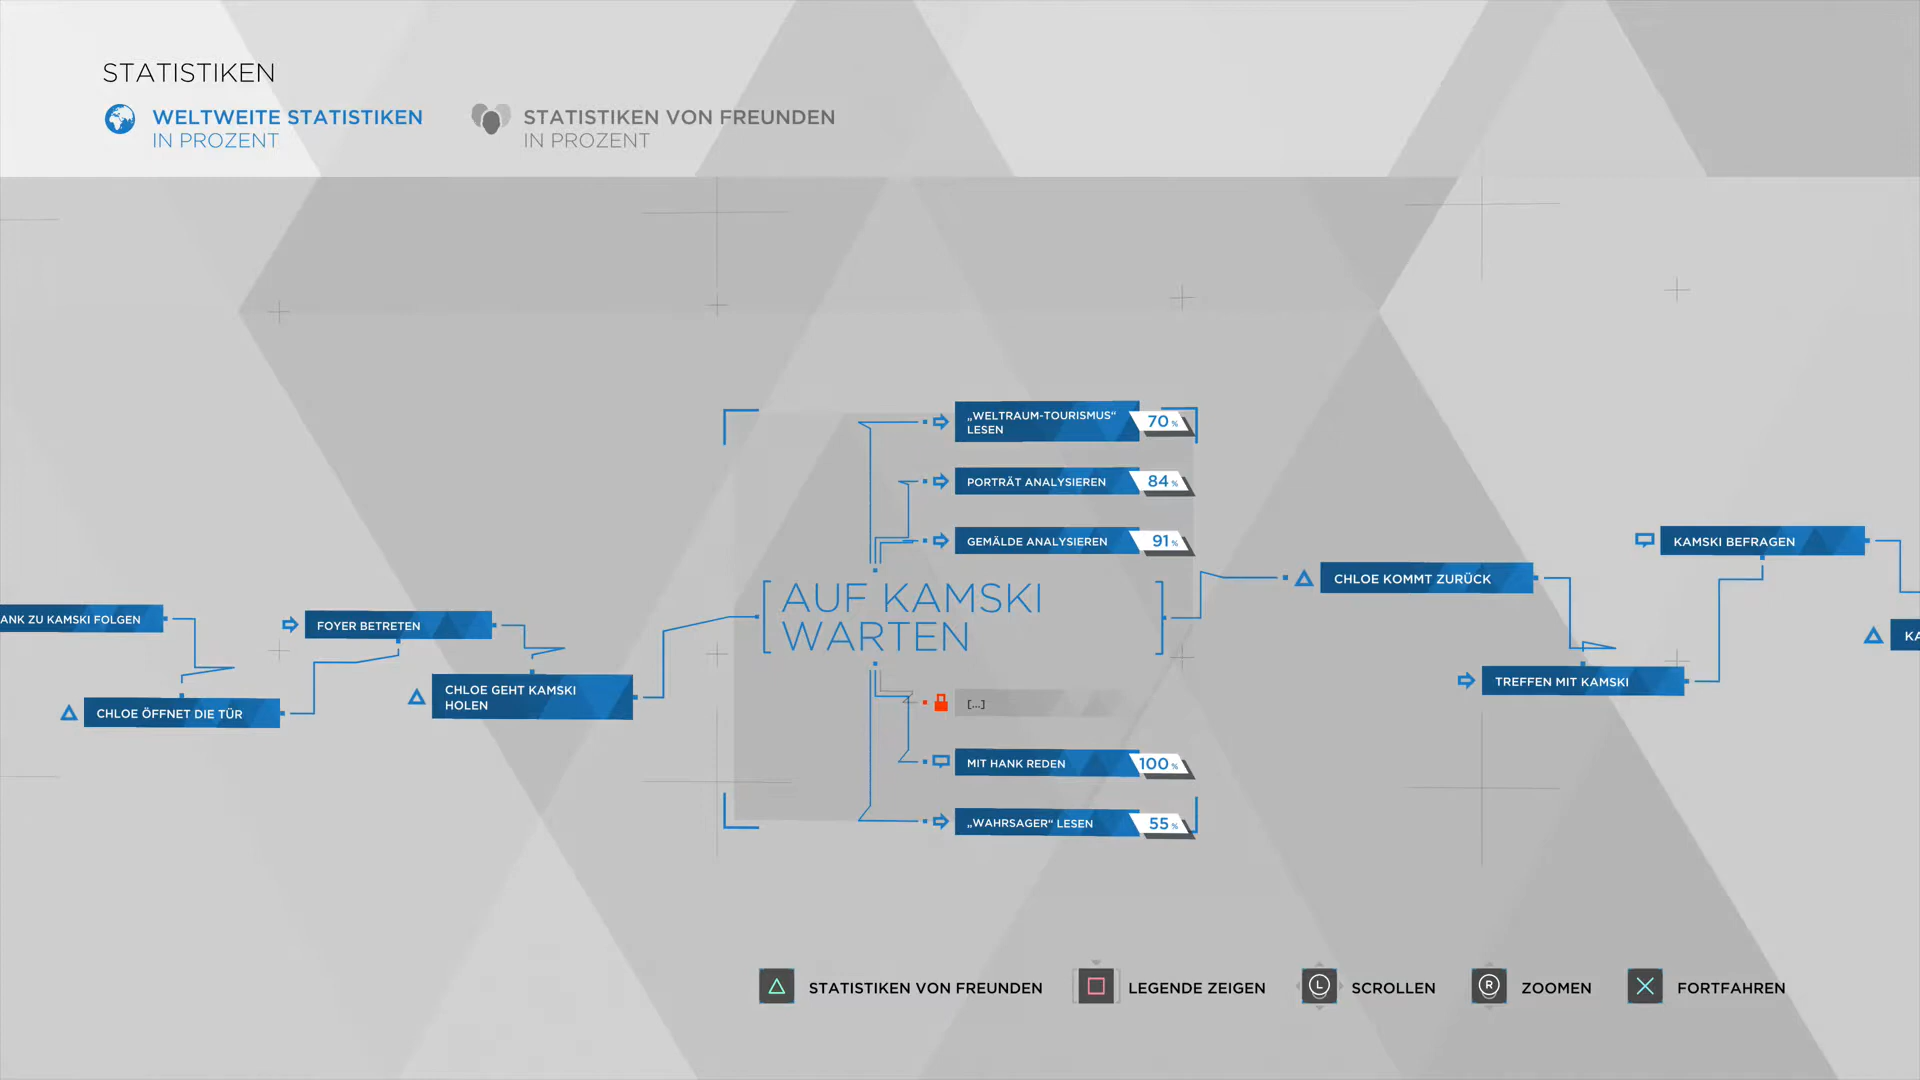 STATISTIKEN
WELTWEITE STATISTIKEN
IN PROZENT
STATISTIKEN VON FREUNDEN
IN PROZENT
„WELTRAUM-TOURISMUS“
LESEN
70 %
PORTRÄT ANALYSIEREN
84 %
GEMÄLDE ANALYSIEREN
91 %
ANK ZU KAMSKI FOLGEN
CHLOE ÖFFNET DIE TÜR
FOYER BETRETEN
CHLOE GEHT KAMSKI
HOLEN
AUF KAMSKI
WARTEN
[...]
MIT HANK REDEN
100 %
„WAHRSAGER“ LESEN
55 %
CHLOE KOMMT ZURÜCK
TREFFEN MIT KAMSKI
KAMSKI BEFRAGEN
KA
STATISTIKEN VON FREUNDEN
LEGENDE ZEIGEN
L
SCROLLEN
R
ZOOMEN
FORTFAHREN